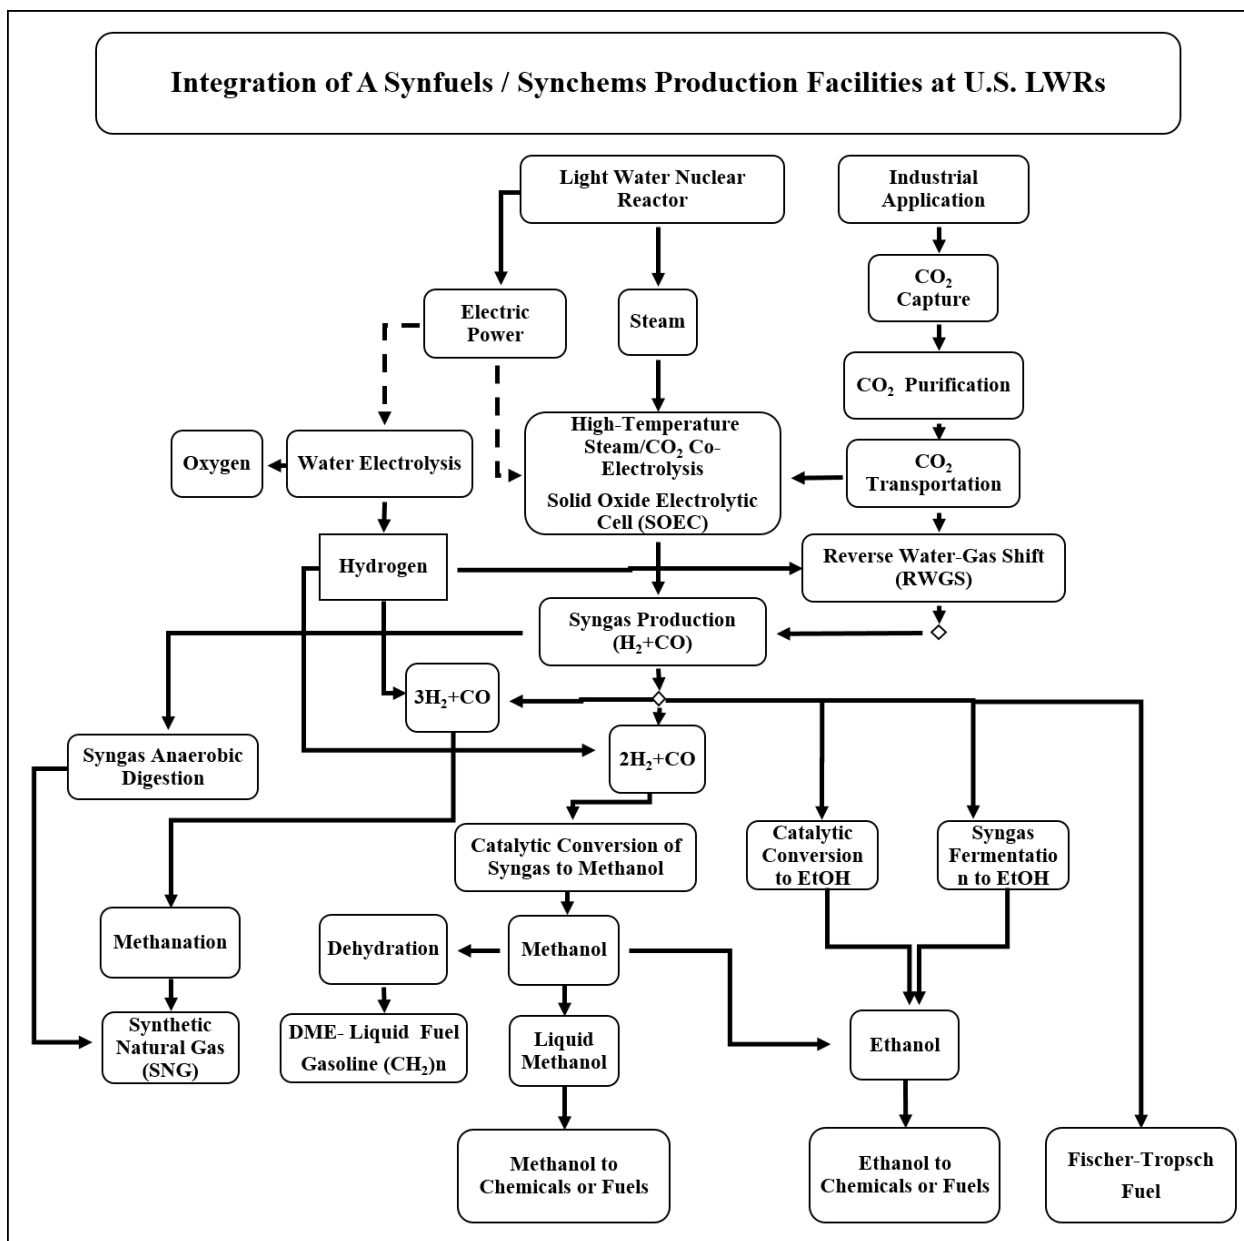 Integration of A Synfuels / Synchems Production Facilities at U.S. LWRs
Light Water Nuclear
Reactor
Industrial
Application
CO₂
Capture
Electric
Power
Steam
CO₂ Purification
High-Temperature
Steam/CO₂ Co-
Electrolysis
Solid Oxide Electrolytic
Cell (SOEC)
Oxygen
Water Electrolysis
CO₂
Transportation
Hydrogen
Reverse Water-Gas Shift
(RWGS)
Syngas Production
(H₂+CO)
3H₂+CO
Syngas Anaerobic
Digestion
2H₂+CO
Catalytic Conversion of
Syngas to Methanol
Catalytic
Conversion
to EtOH
Syngas
Fermentatio
n to EtOH
Methanation
Dehydration
Methanol
Synthetic
Natural Gas
(SNG)
DME- Liquid Fuel
Gasoline (CH₂)n
Liquid
Methanol
Ethanol
Methanol to
Chemicals or Fuels
Ethanol to
Chemicals or Fuels
Fischer-Tropsch
Fuel